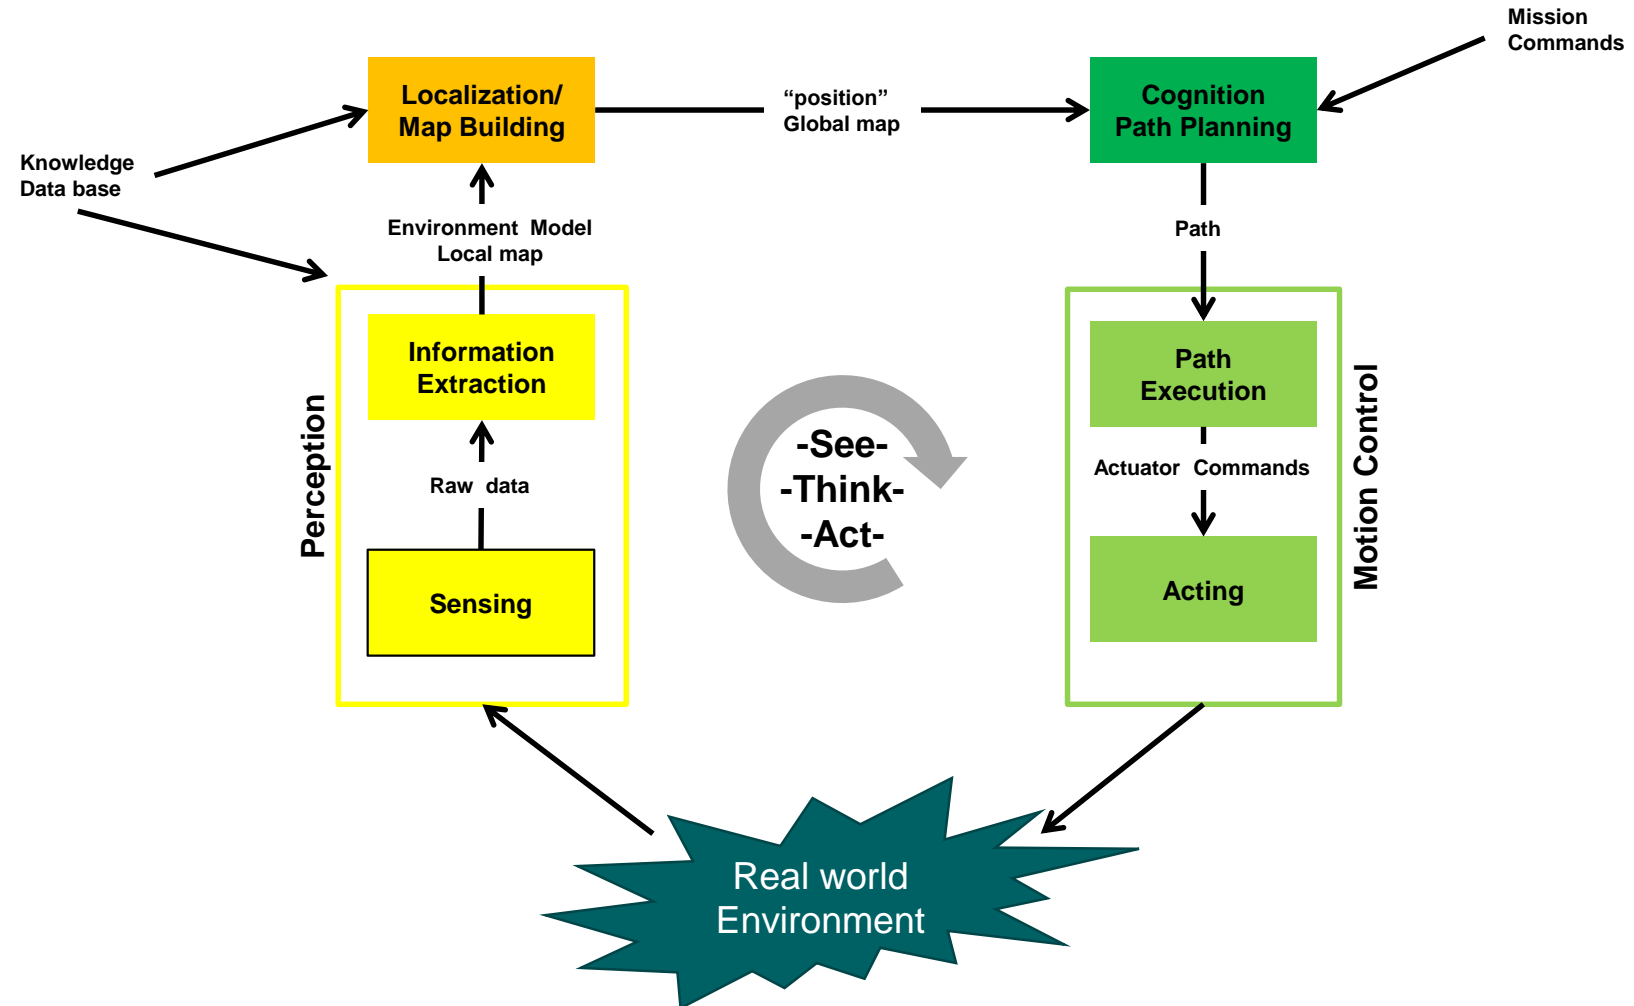 Mission
Commands
Localization/
Map Building
“position”
Global map
Cognition
Path Planning
Knowledge
Data base
Environment Model
Local map
Path
Information
Extraction
Path
Execution
Perception
-See-
-Think-
-Act-
Motion Control
Raw data
Actuator Commands
Sensing
Acting
Real world
Environment